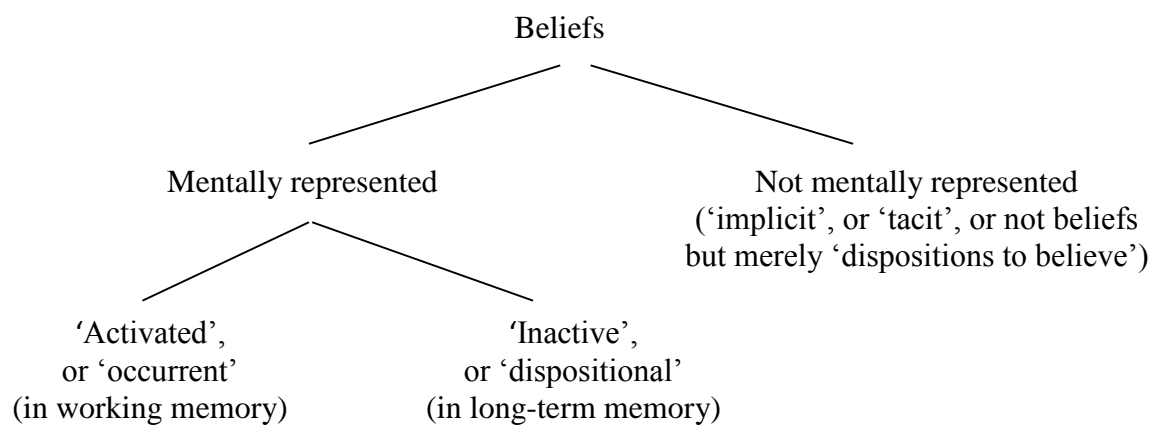 Beliefs
Mentally represented
Not mentally represented
(‘implicit’, or ‘tacit’, or not beliefs
but merely ‘dispositions to believe’)
‘Activated’,
or ‘occurrent’
(in working memory)
‘Inactive’,
or ‘dispositional’
(in long-term memory)